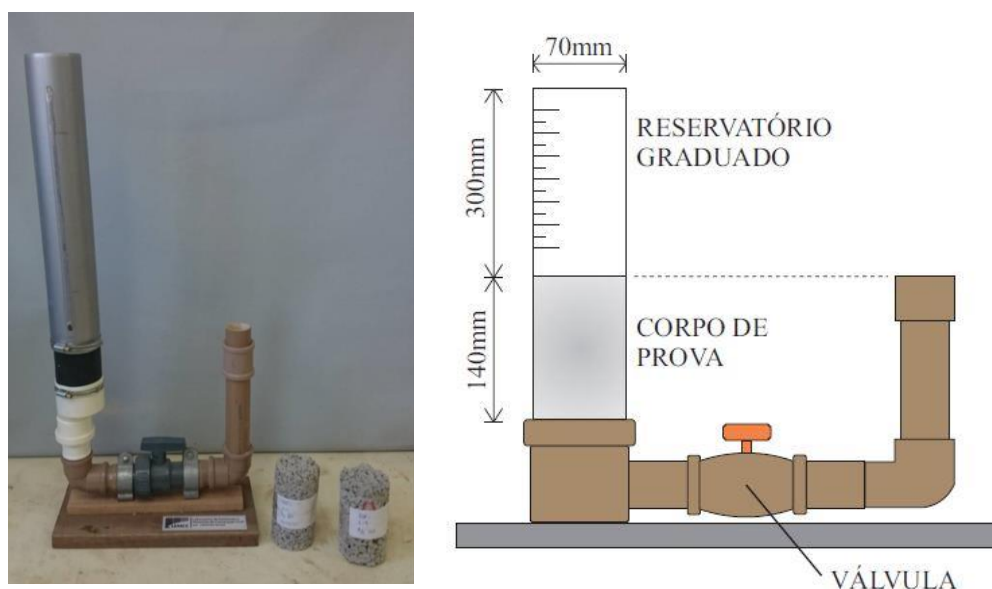 70mm
300mm
RESERVATÓRIO
GRADUADO
140mm
CORPO DE
PROVA
VÁLVULA